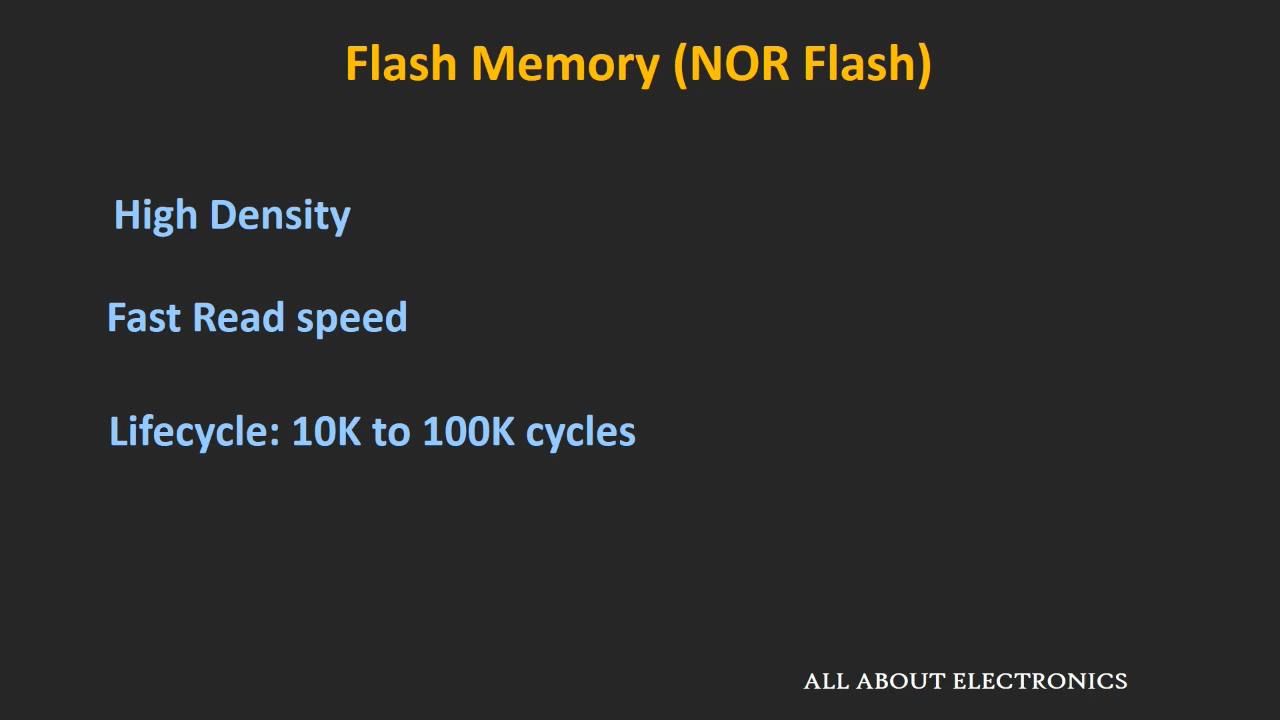 Flash Memory (NOR Flash)
High Density
Fast Read speed
Lifecycle: 10K to 100K cycles
ALL ABOUT ELECTRONICS